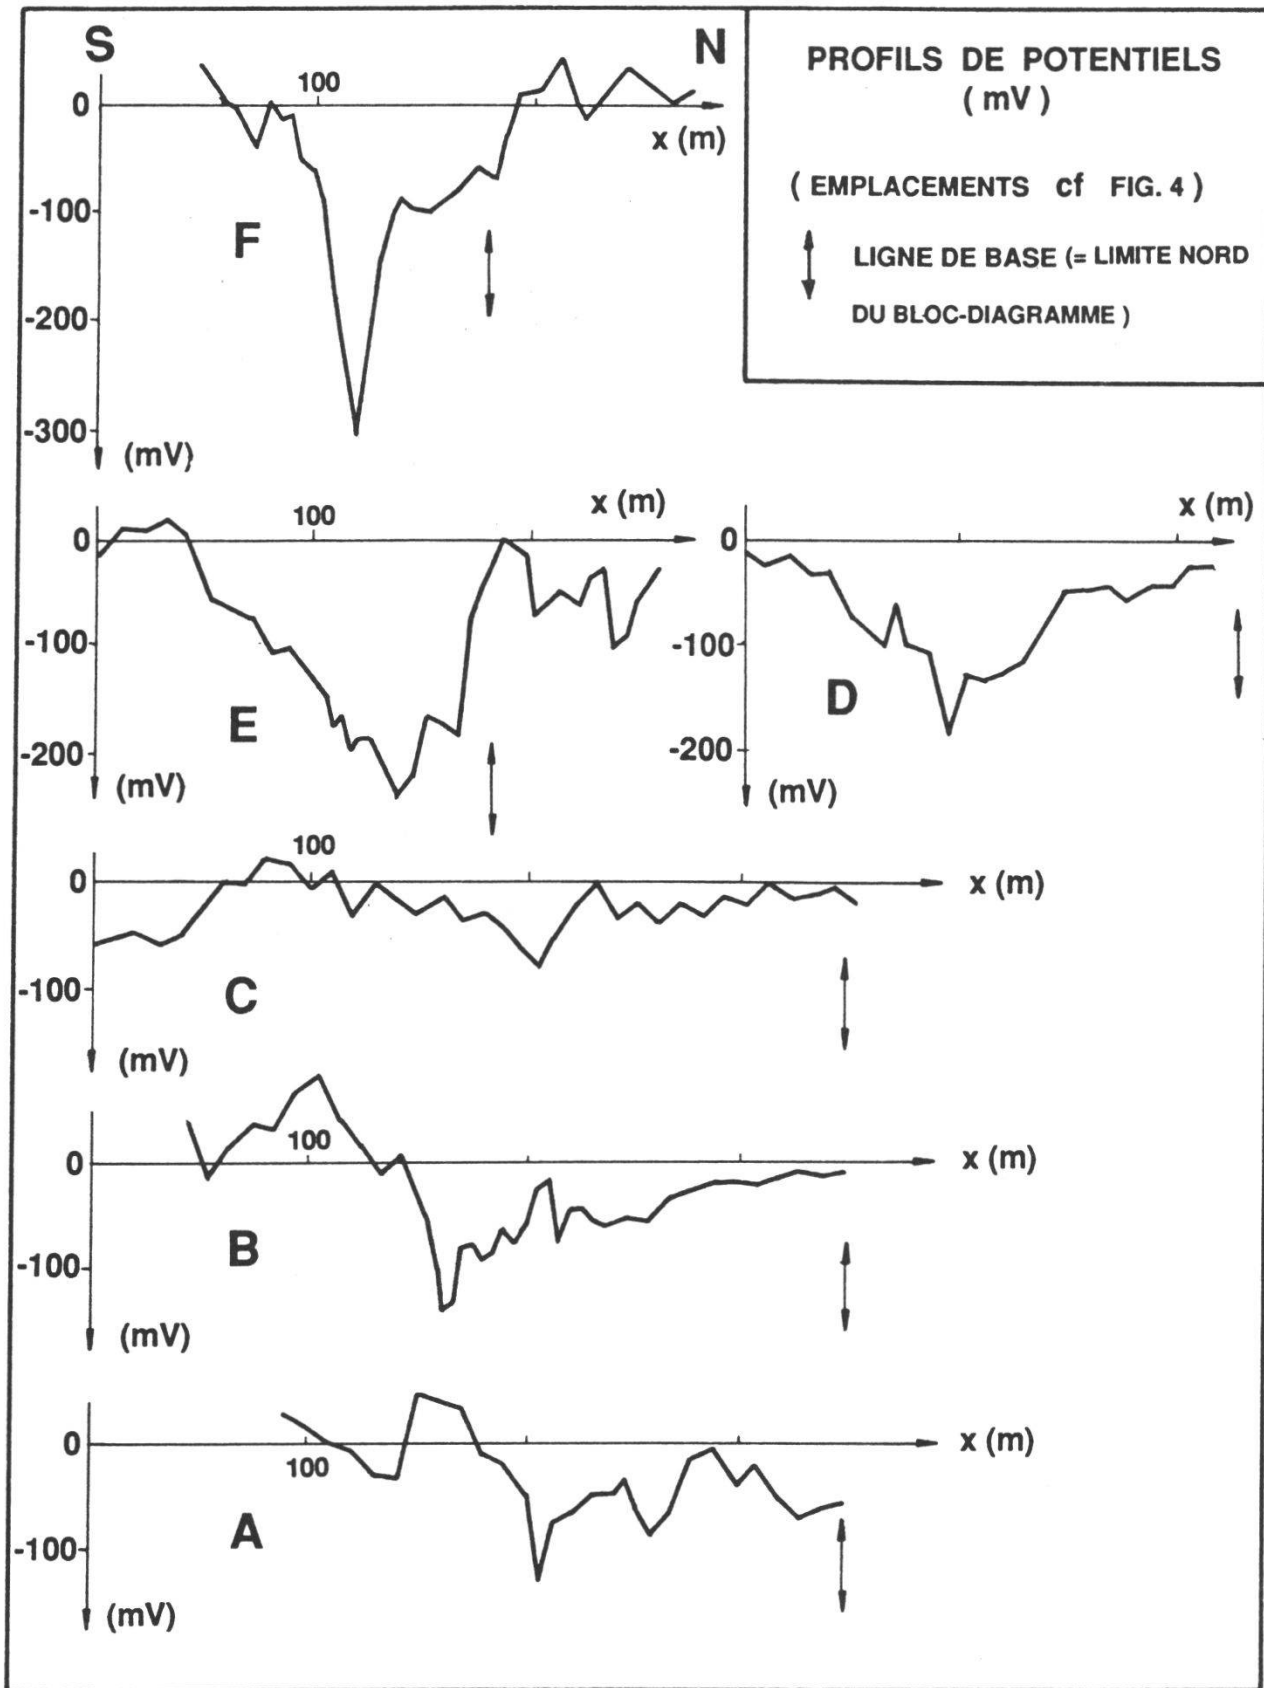 S
N
PROFILS DE POTENTIELS
( mV )
( EMPLACEMENTS cf FIG. 4 )
LIGNE DE BASE (= LIMITE NORD
DU BLOC-DIAGRAMME )
100
0
x (m)
-100
F
-200
-300
(mV)
100
x (m)
0
-100
E
-200
(mV)
x (m)
0
-100
D
-200
(mV)
100
0
x (m)
-100
C
(mV)
100
0
x (m)
B
-100
(mV)
0
x (m)
100
A
-100
(mV)